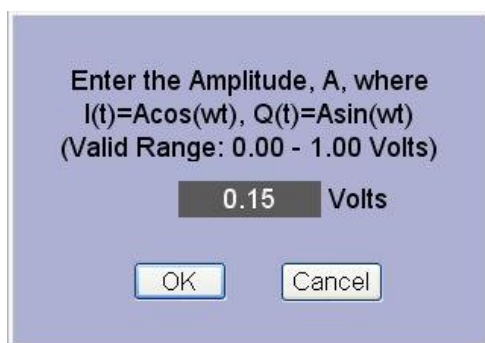 Enter the Amplitude, A, where
I(t)=Acos(wt), Q(t)=Asin(wt)
(Valid Range: 0.00 - 1.00 Volts)
0.15 Volts
OK Cancel